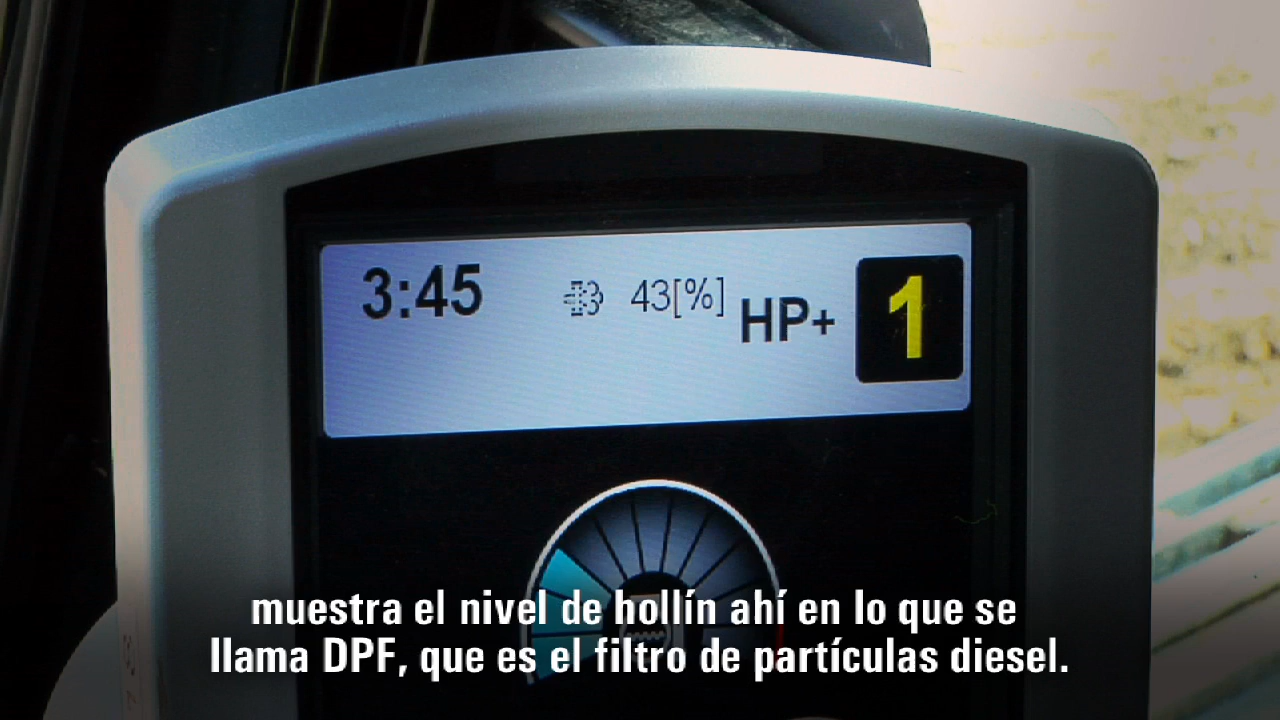 3:45 43[%] HP+ 1
muestra el nivel de hollín ahí en lo que se
llama DPF, que es el filtro de partículas diesel.